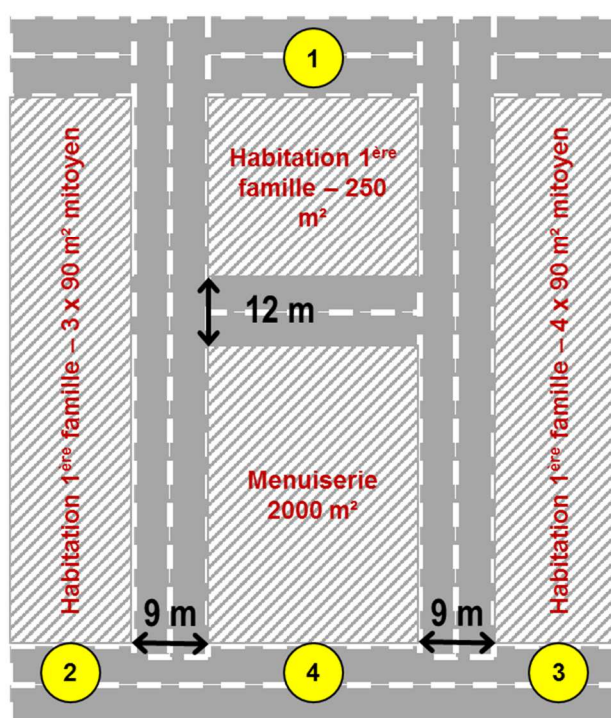 1
Habitation 1ère
famille – 250
m²
Habitation 1ère famille – 3 x 90 m² mitoyen
Habitation 1ère famille – 4 x 90 m² mitoyen
12 m
Menuiserie
2000 m²
9 m
9 m
2
4
3